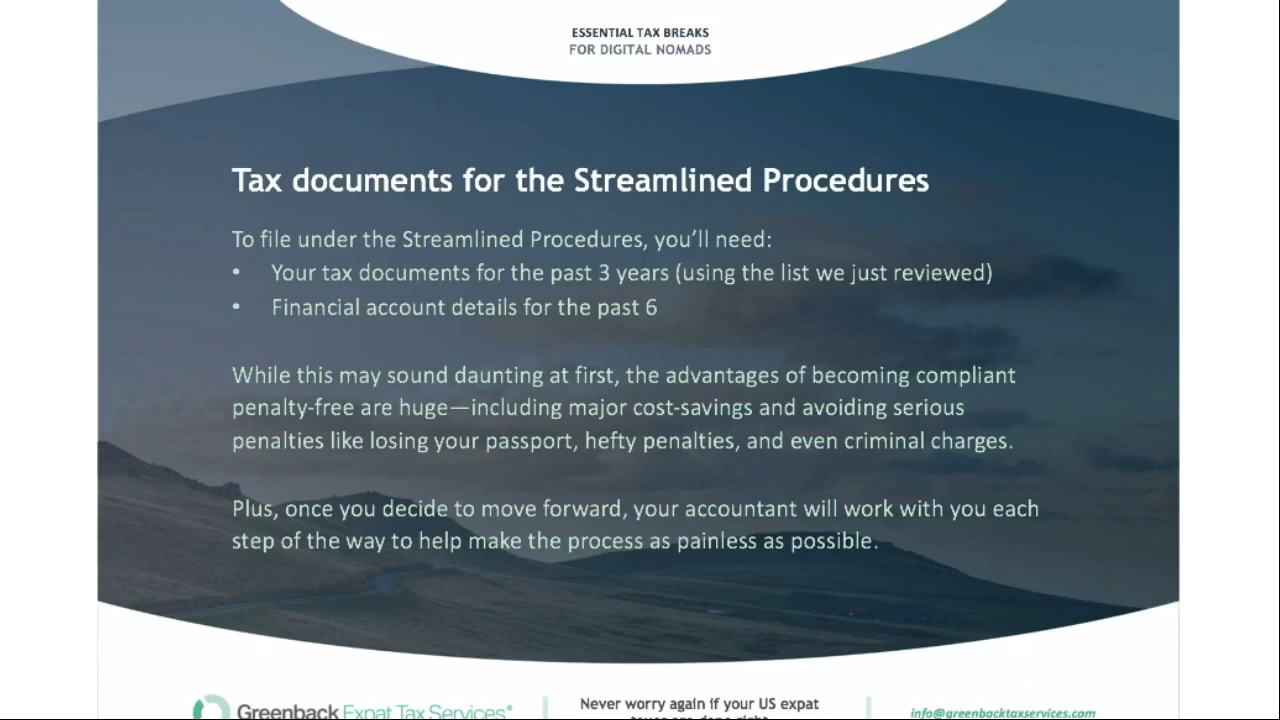 ESSENTIAL TAX BREAKS
FOR DIGITAL NOMADS
Tax documents for the Streamlined Procedures
To file under the Streamlined Procedures, you’ll need:
• Your tax documents for the past 3 years (using the list we just reviewed)
• Financial account details for the past 6
While this may sound daunting at first, the advantages of becoming compliant
penalty-free are huge—including major cost-savings and avoiding serious
penalties like losing your passport, hefty penalties, and even criminal charges.
Plus, once you decide to move forward, your accountant will work with you each
step of the way to help make the process as painless as possible.
Greenback Expat Tax Services®
Never worry again if your US expat
taxes are done right
info@greenbacktaxservices.com